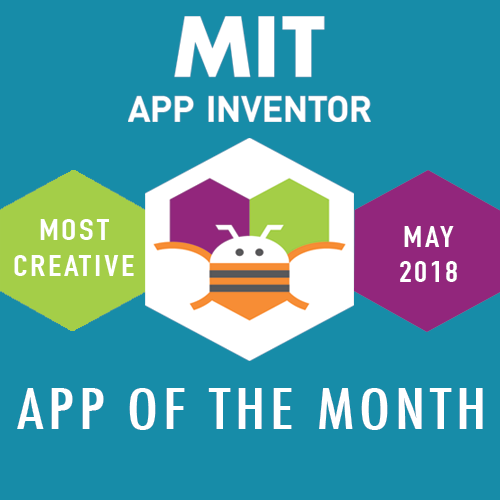 MIT
APP INVENTOR
MOST
CREATIVE
MAY
2018
APP OF THE MONTH